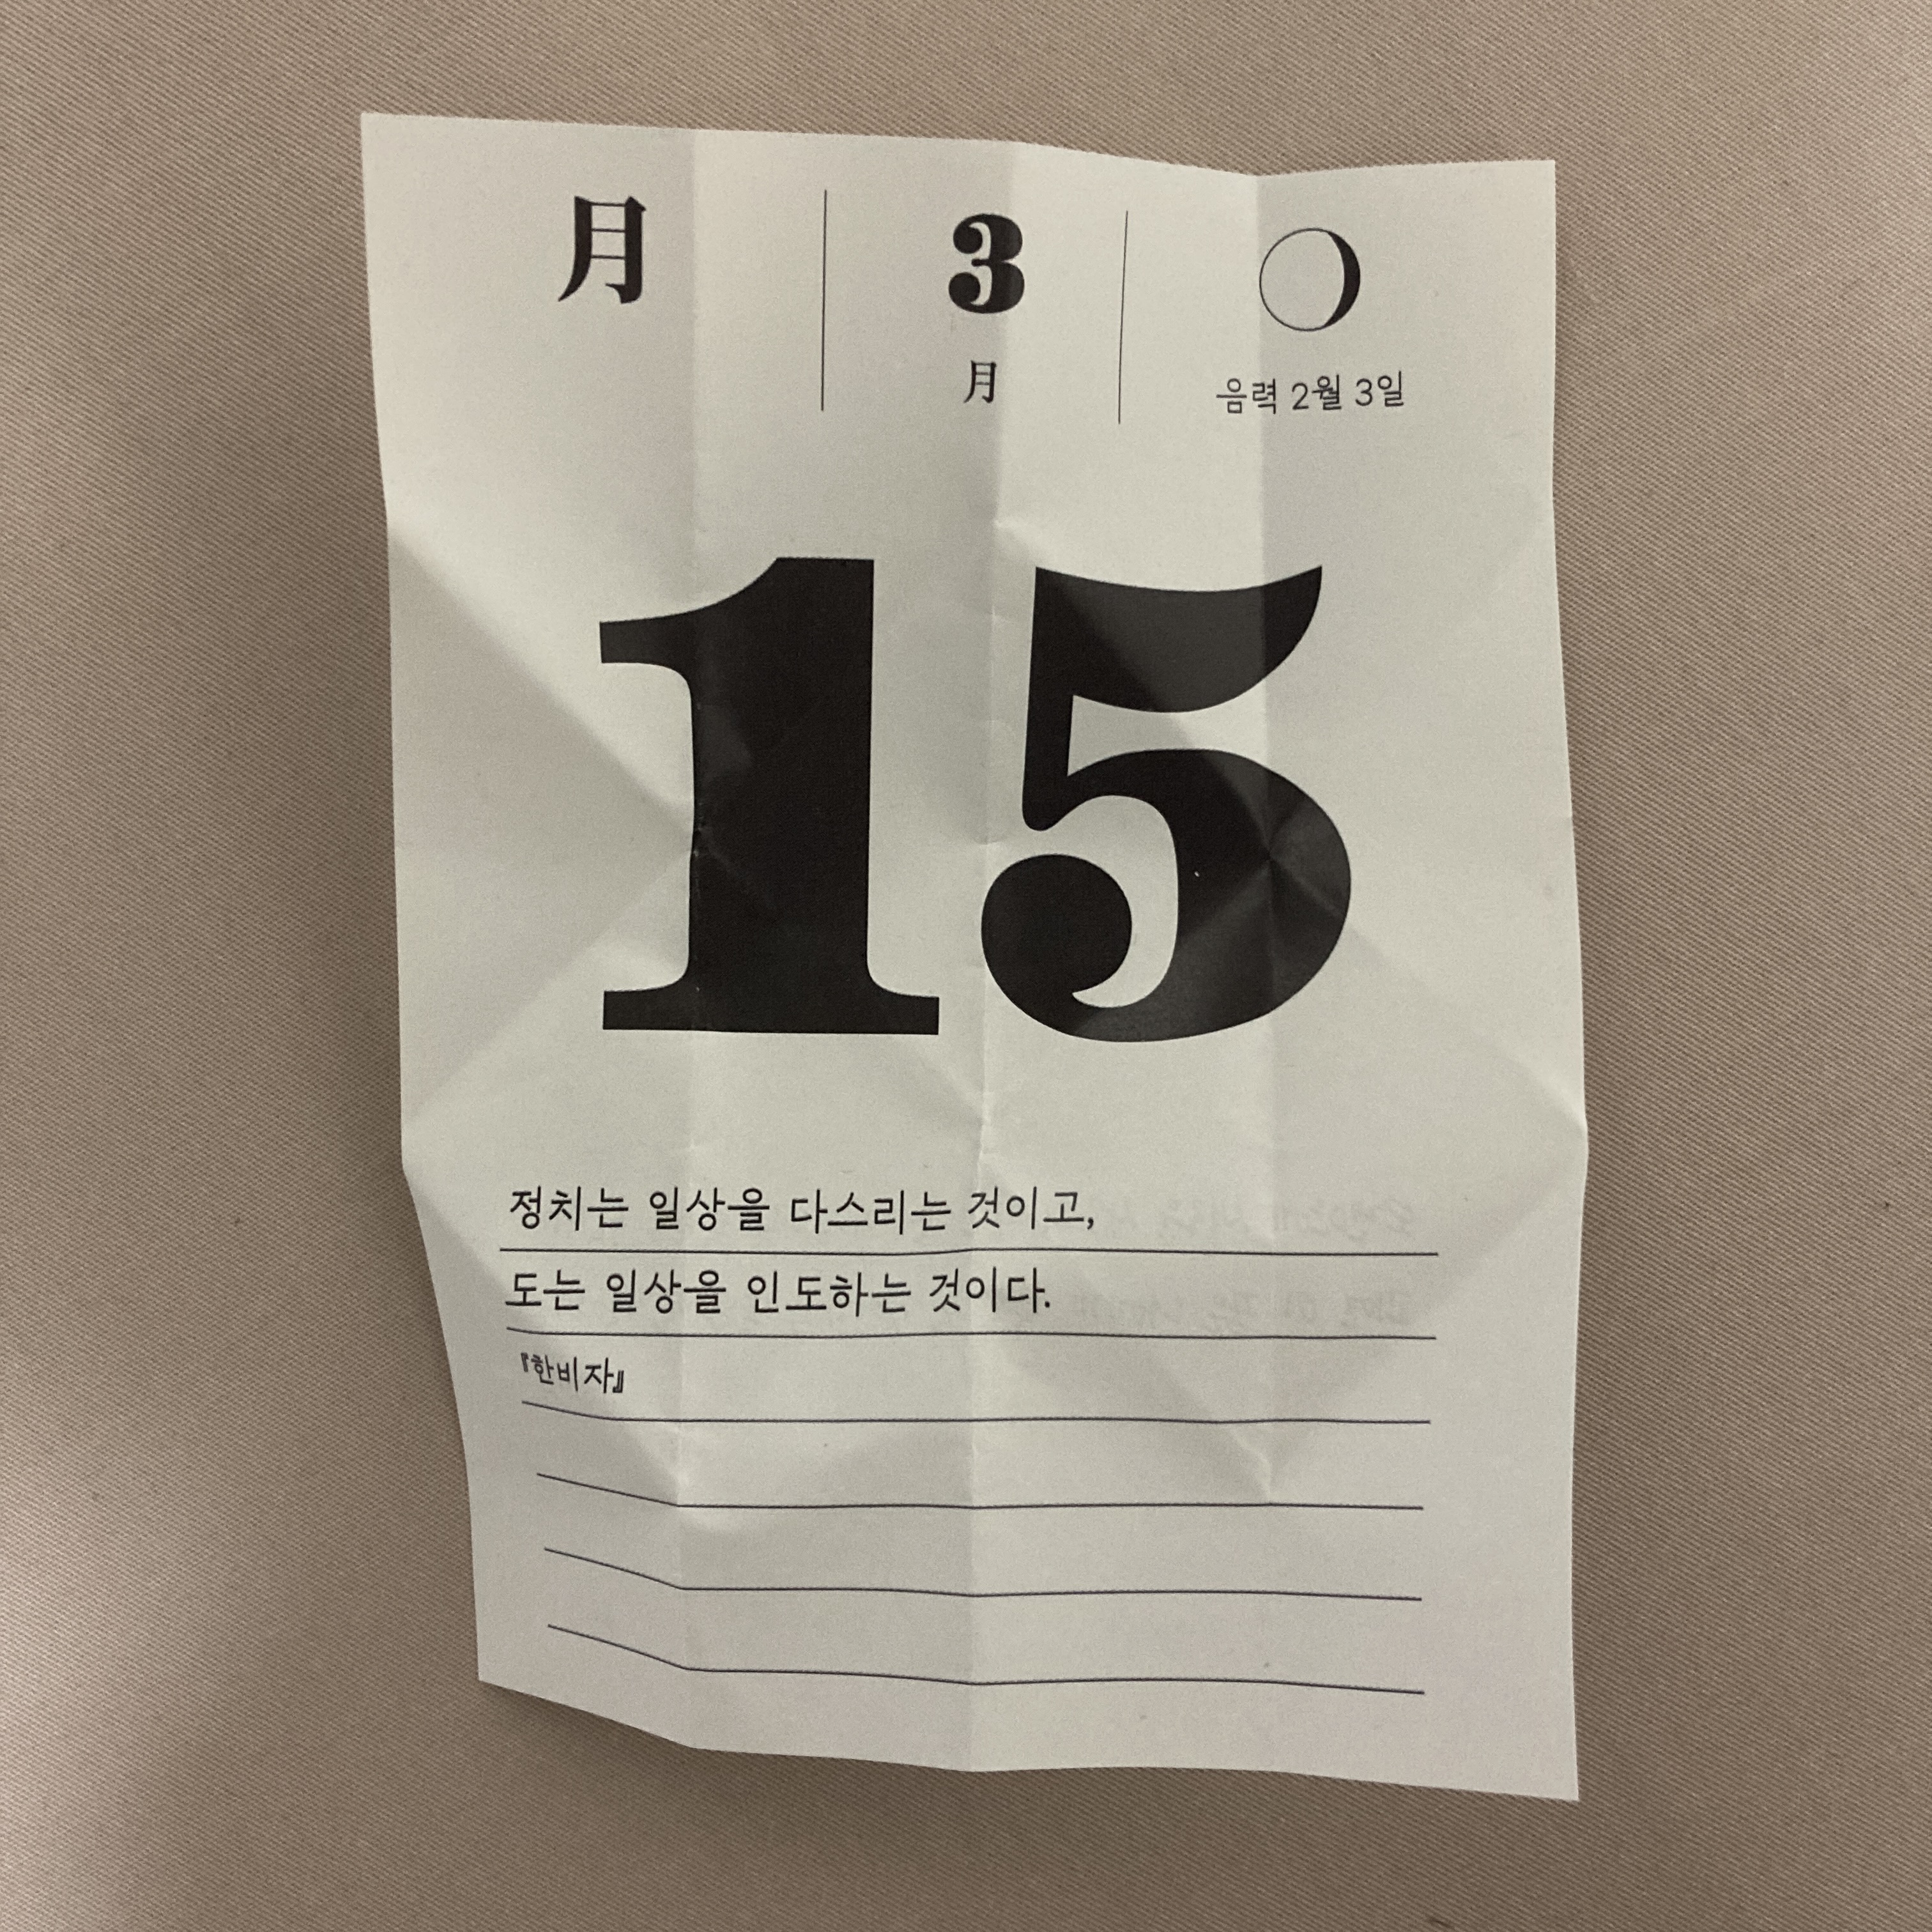 月
3
月
음력 2월 3일
15
정치는 일상을 다스리는 것이고,
도는 일상을 인도하는 것이다.
『한비자』